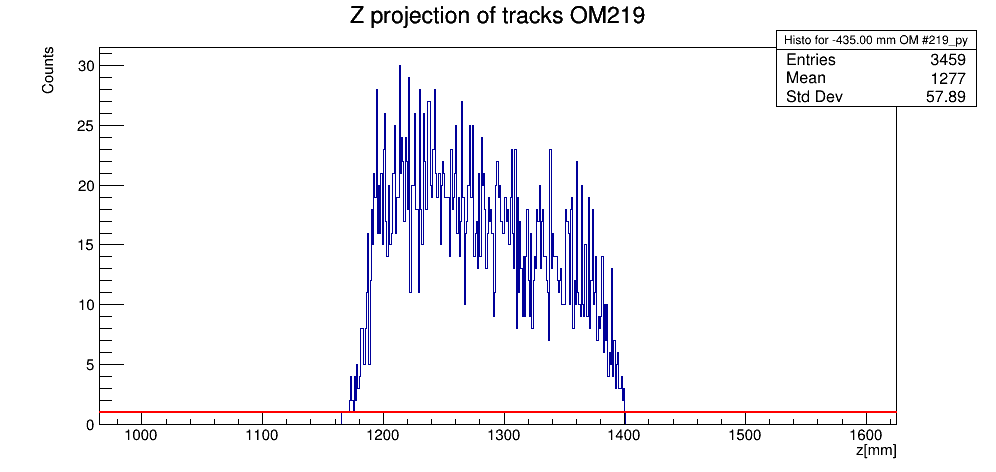 Z projection of tracks OM219
Histo for -435.00 mm OM #219_py
Entries 3459
Mean 1277
Std Dev 57.89
Counts
30
25
20
15
10
5
0
1000 1100 1200 1300 1400 1500 1600
z[mm]